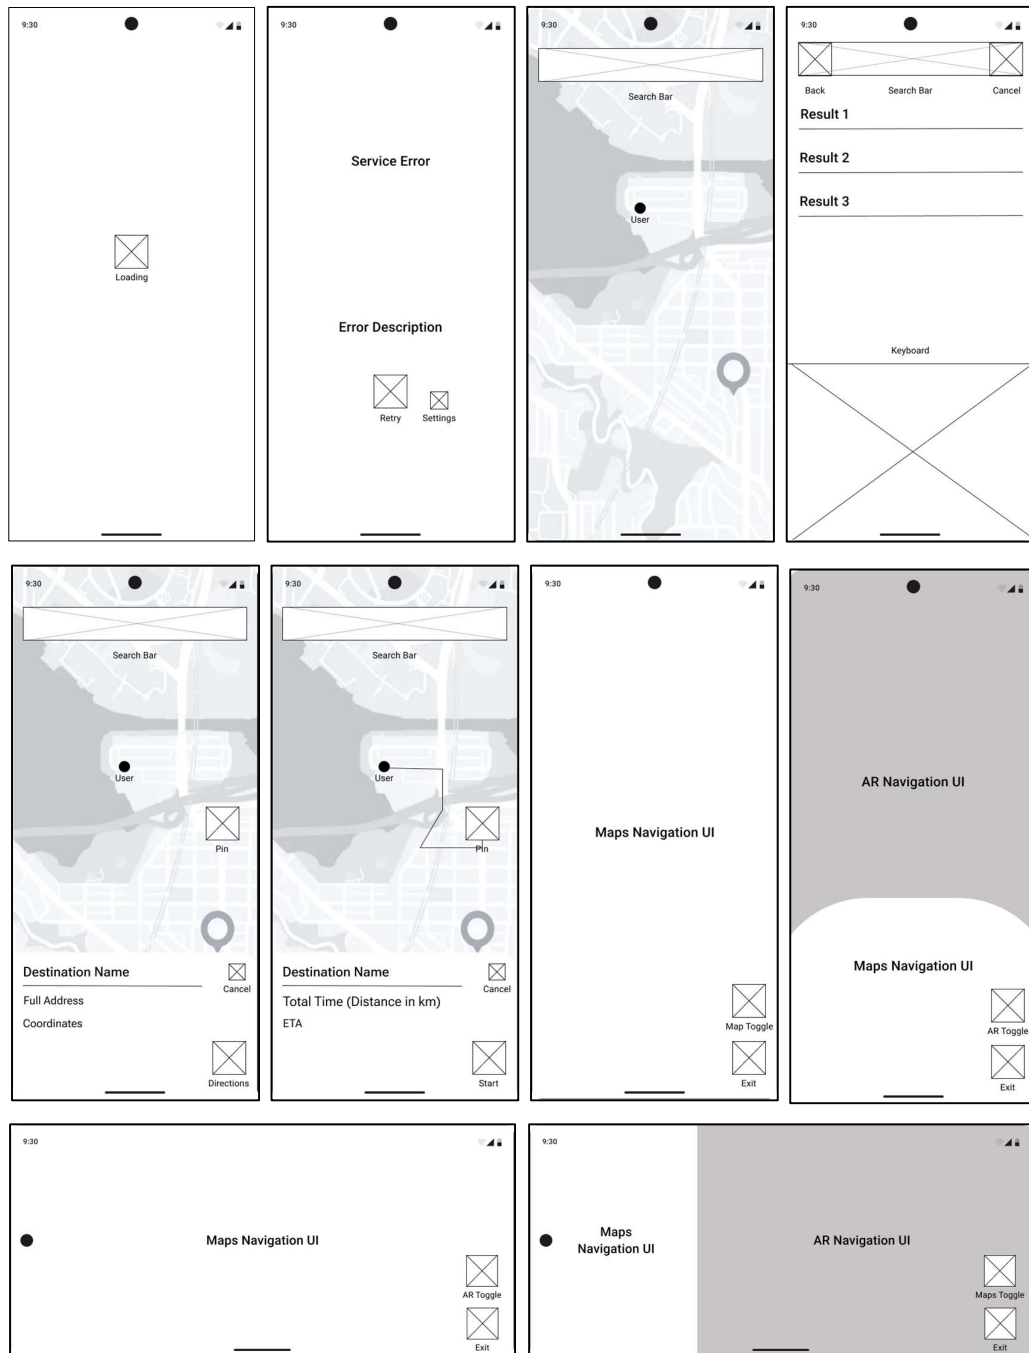 9:30
Loading
9:30
Service Error
Error Description
Retry
Settings
9:30
Search Bar
User
9:30
Back
Search Bar
Cancel
Result 1
Result 2
Result 3
Keyboard
9:30
Search Bar
User
Pin
Destination Name
Cancel
Full Address
Coordinates
Directions
9:30
Search Bar
User
Pin
Destination Name
Cancel
Total Time (Distance in km)
ETA
Start
9:30
Maps Navigation UI
Map Toggle
Exit
9:30
AR Navigation UI
Maps Navigation UI
AR Toggle
Exit
9:30
Maps Navigation UI
AR Toggle
Exit
9:30
Maps
Navigation UI
AR Navigation UI
Maps Toggle
Exit